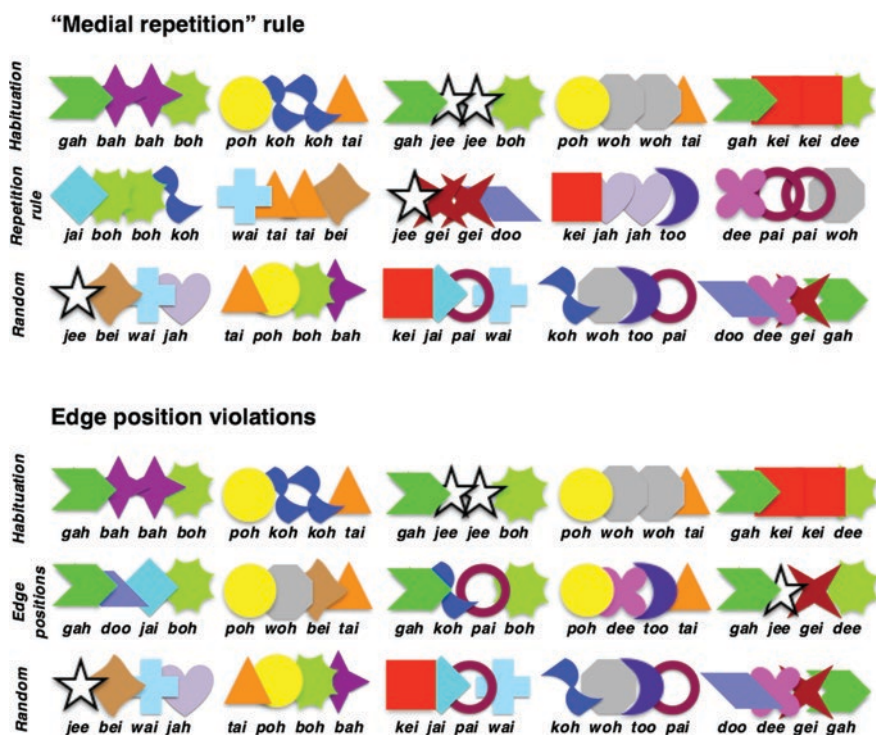 “Medial repetition” rule
Habituation
gah bah bah boh poh koh koh tai gah jee jee boh poh woh woh tai gah kei kei dee
Repetition
rule
jai boh boh koh wai tai tai bei jee gei gei doo kei jah jah too dee pai pai woh
Random
jee bei wai jah tai poh boh bah kei jai pai wai koh woh too pai doo dee gei gah
Edge position violations
Habituation
gah bah bah boh poh koh koh tai gah jee jee boh poh woh woh tai gah kei kei dee
Edge
positions
gah doo jai boh poh woh bei tai gah koh pai boh poh dee too tai gah jee gei dee
Random
jee bei wai jah tai poh boh bah kei jai pai wai koh woh too pai doo dee gei gah